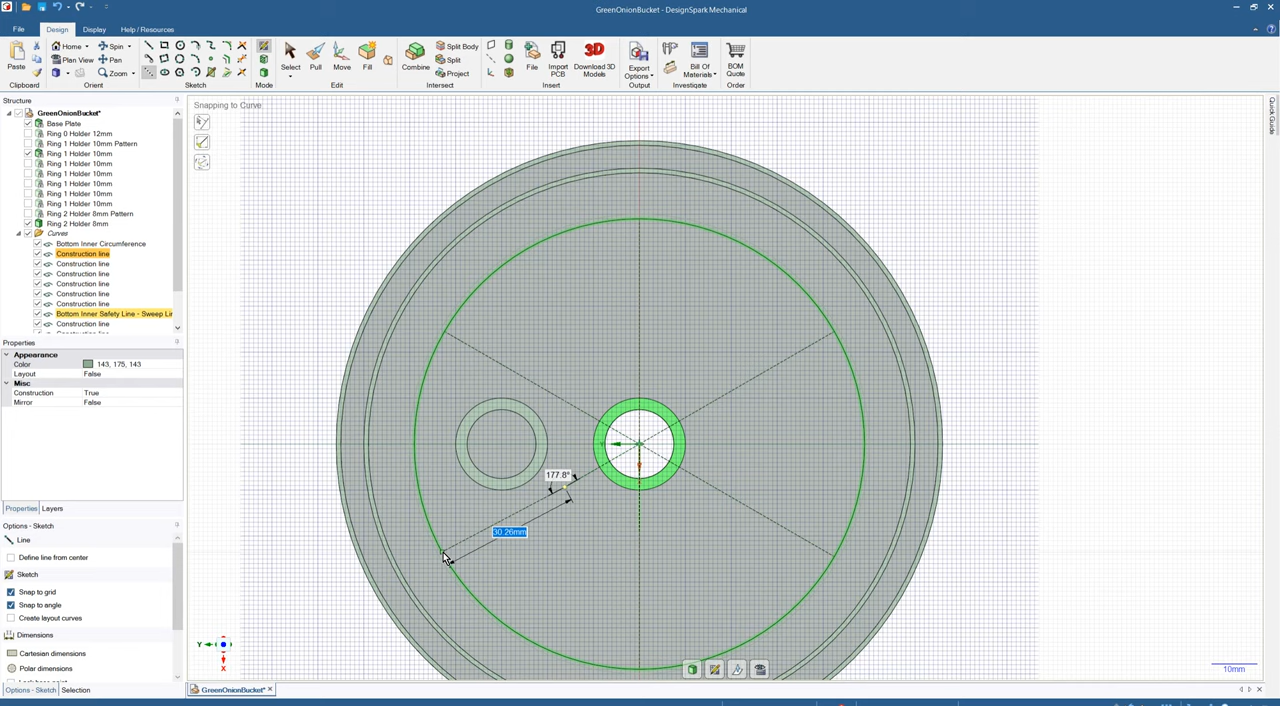 GreenOnionBucket - DesignSpark Mechanical
File Design Display Help / Resources
Home Spin
Plan View Pan
Zoom
Paste Select Pull Move Fill Combine Split Body
Split
Project
File Import PCB Download 3D Models Export Options Bill Of Materials BOM Quote
Clipboard Orient Sketch Mode Edit Intersect Insert Output Investigate Order
Structure
GreenOnionBucket*
Base Plate
Ring 0 Holder 12mm
Ring 1 Holder 10mm Pattern
Ring 1 Holder 10mm
Ring 1 Holder 10mm
Ring 1 Holder 10mm
Ring 1 Holder 10mm
Ring 1 Holder 10mm
Ring 1 Holder 10mm
Ring 2 Holder 8mm Pattern
Ring 2 Holder 8mm
Curves
Bottom Inner Circumference
Construction line
Construction line
Construction line
Construction line
Construction line
Construction line
Bottom Inner Safety Line - Sweep Lir
Construction line
Properties
Appearance
Color 143, 175, 143
Layout False
Misc
Construction True
Mirror False
Properties Layers
Options - Sketch
Line
Define line from center
Sketch
Snap to grid
Snap to angle
Create layout curves
Dimensions
Cartesian dimensions
Polar dimensions
Options - Sketch Selection
Snapping to Curve
177.8°
30.26mm
Y
Y
X
10mm
GreenOnionBucket*
Quick Guide